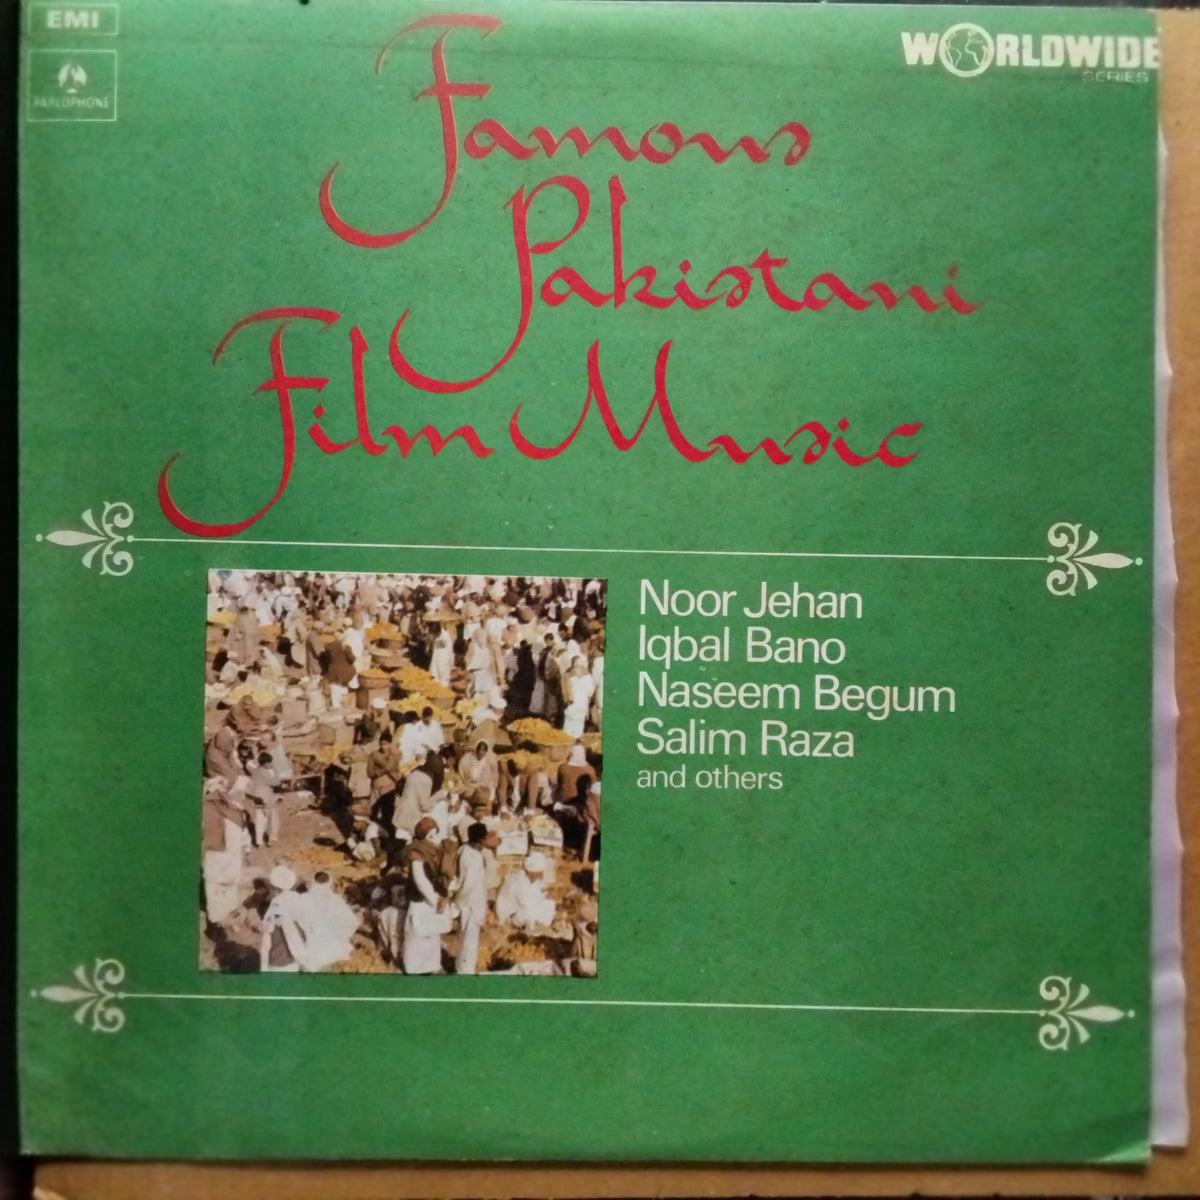 EMI
PARLOPHONE
WORLDWIDE
SERIES
Famous
Pakistani
Film Music
Noor Jehan
Iqbal Bano
Naseem Begum
Salim Raza
and others